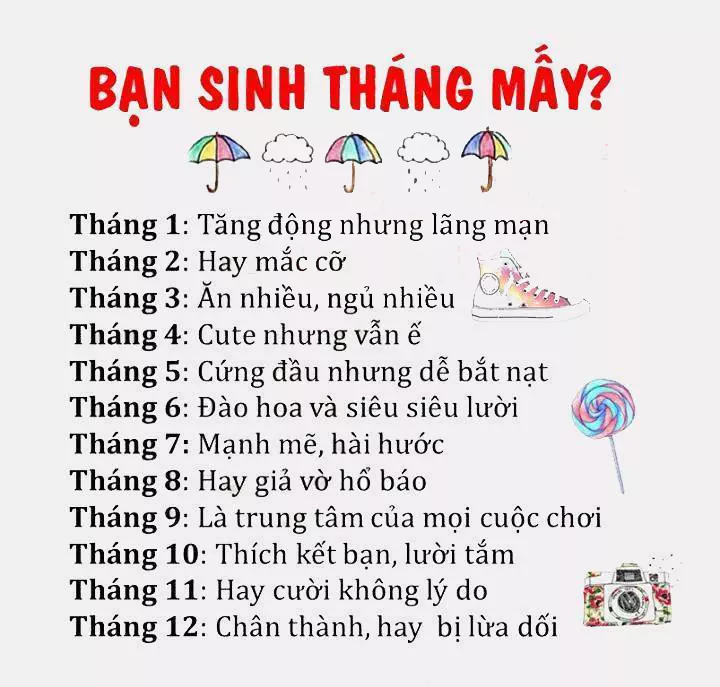 BẠN SINH THÁNG MẤY?
Tháng 1: Tăng động nhưng lãng mạn
Tháng 2: Hay mắc cỡ
Tháng 3: Ăn nhiều, ngủ nhiều
Tháng 4: Cute nhưng vẫn ế
Tháng 5: Cứng đầu nhưng dễ bắt nạt
Tháng 6: Đào hoa và siêu siêu lười
Tháng 7: Mạnh mẽ, hài hước
Tháng 8: Hay giả vờ hổ báo
Tháng 9: Là trung tâm của mọi cuộc chơi
Tháng 10: Thích kết bạn, lười tắm
Tháng 11: Hay cười không lý do
Tháng 12: Chân thành, hay bị lừa dối